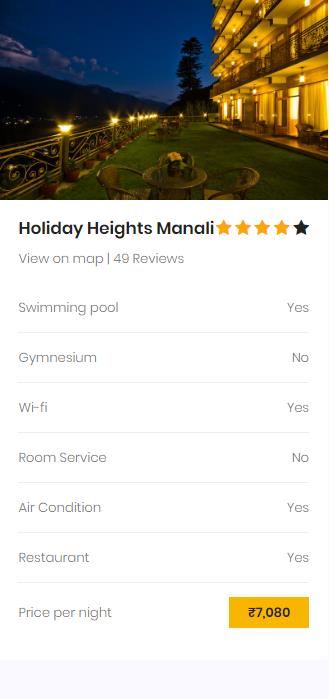 Holiday Heights Manali
View on map | 49 Reviews
Swimming pool Yes
Gymnesium No
Wi-fi Yes
Room Service No
Air Condition Yes
Restaurant Yes
Price per night ₹7,080